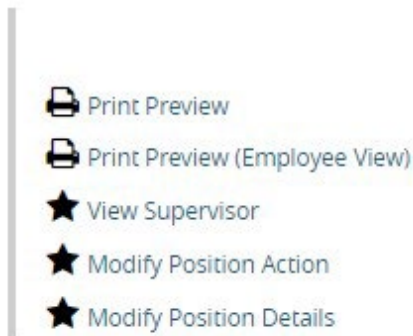 Print Preview
Print Preview (Employee View)
View Supervisor
Modify Position Action
Modify Position Details